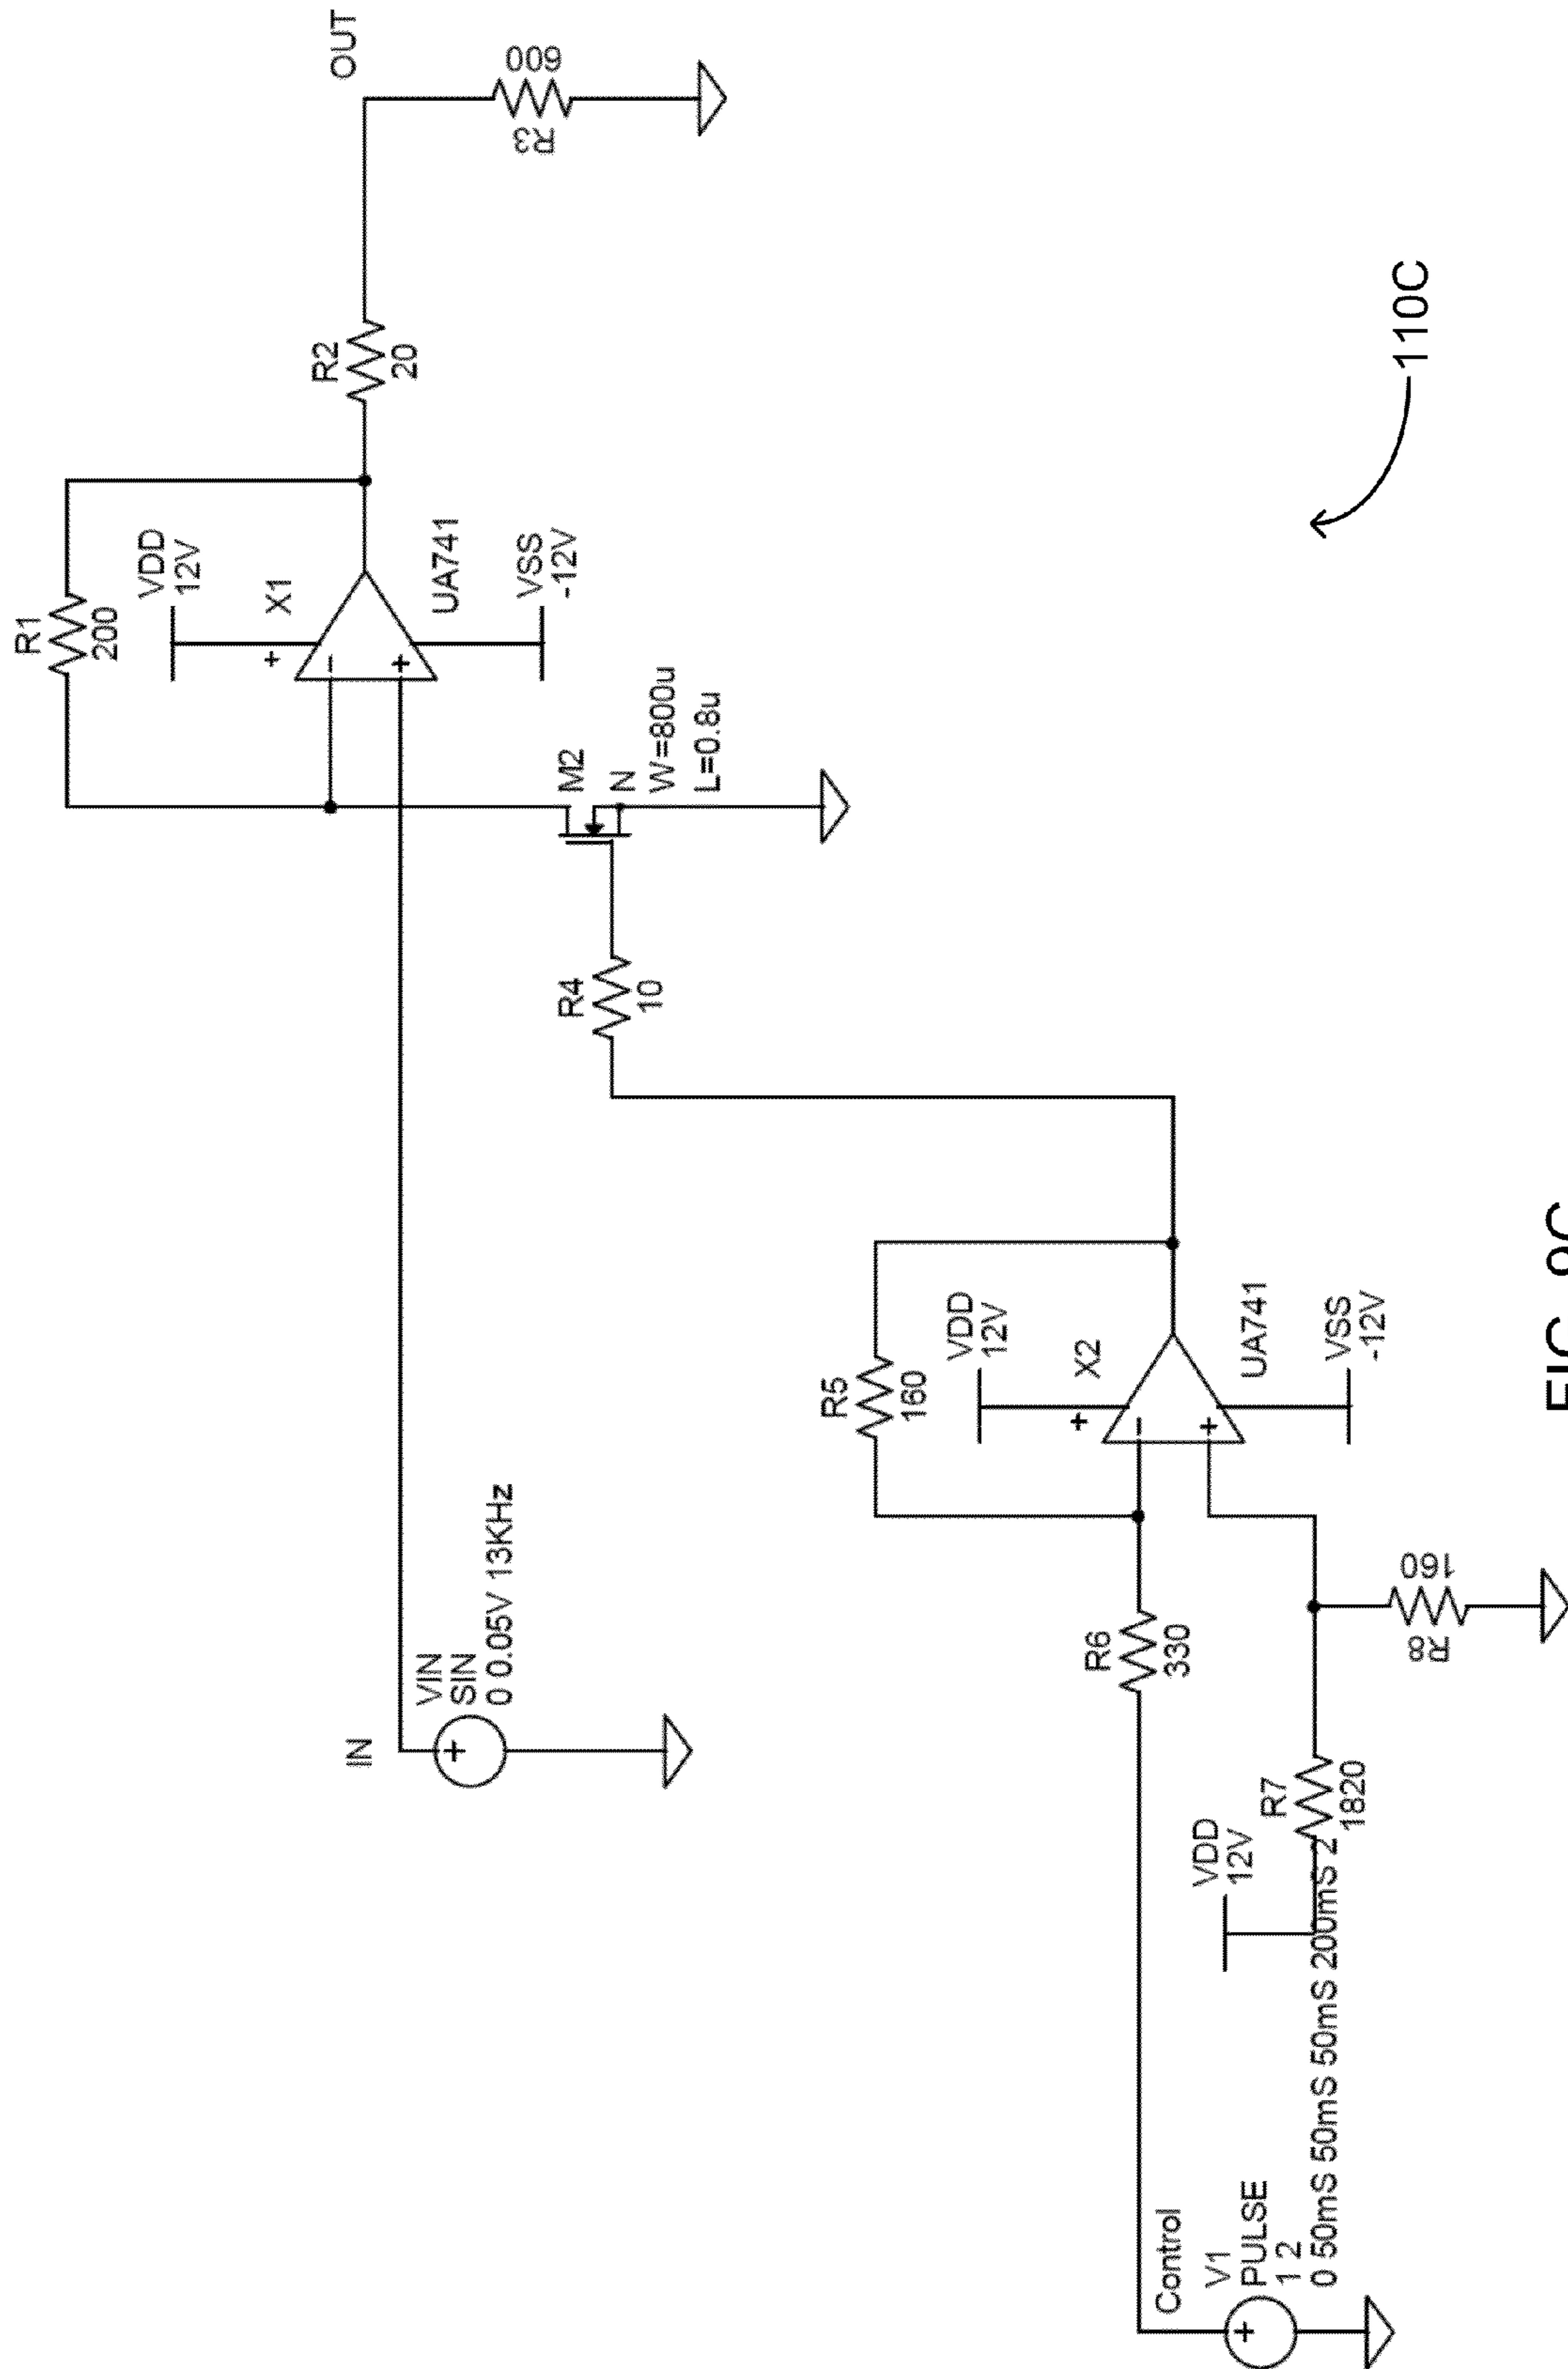 OUT
R3
600
R2
20
R1
200
VDD
12V
+
X1
-
+
UA741
VSS
-12V
M2
N
W=800u
L=0.8u
R4
10
IN
VIN
SIN
0 0.05V 13KHz
+
R5
160
VDD
12V
+
X2
-
+
UA741
VSS
-12V
R6
330
R8
160
R7
1820
VDD
12V
Control
V1
PULSE
1 2
0 50mS 50mS 50mS 200mS 2
+
110C
FIG. 9C